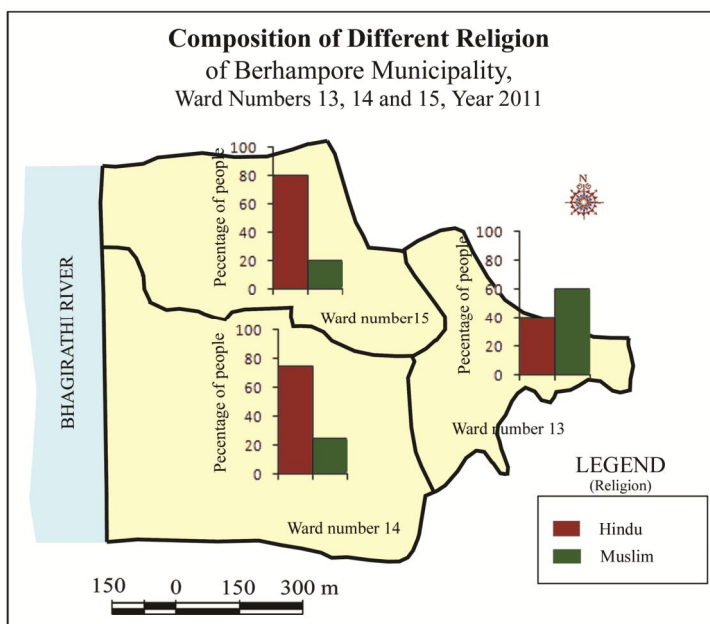 Composition of Different Religion
of Berhampore Municipality,
Ward Numbers 13, 14 and 15, Year 2011
N
Pecentage of people
100
80
60
40
20
0
Ward number15
Pecentage of people
100
80
60
40
20
0
Ward number 13
Pecentage of people
100
80
60
40
20
0
Ward number 14
BHAGIRATHI RIVER
LEGEND
(Religion)
Hindu
Muslim
150 0 150 300 m